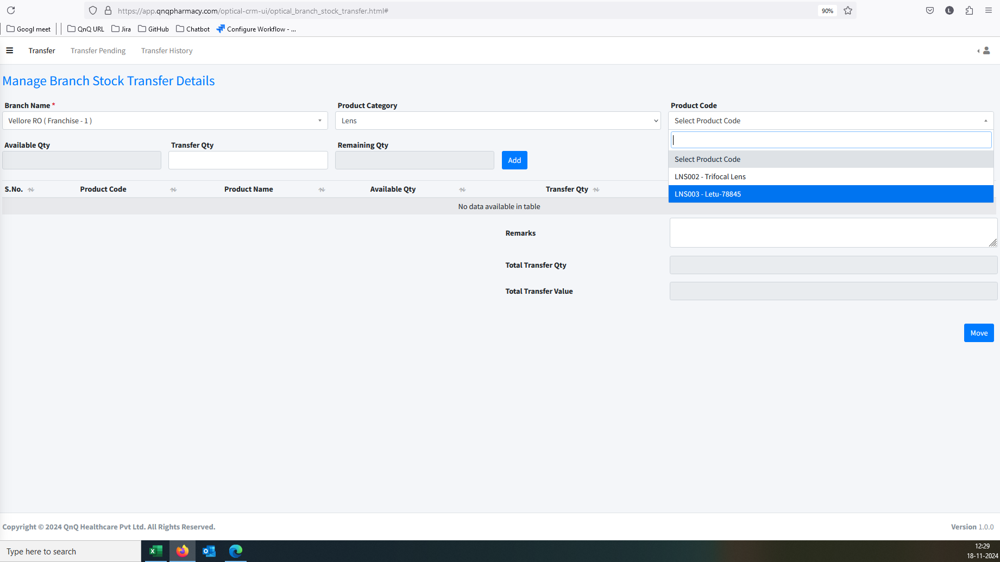 https://app.qnqpharmacy.com/optical-crm-ui/optical_branch_stock_transfer.html#
90%
L
Googl meet
QnQ URL
Jira
GitHub
Chatbot
Configure Workflow - ...
Transfer
Transfer Pending
Transfer History
Manage Branch Stock Transfer Details
Branch Name *
Product Category
Product Code
Vellore RO ( Franchise - 1 )
Lens
Select Product Code
Available Qty
Transfer Qty
Remaining Qty
Add
Select Product Code
LNS002 - Trifocal Lens
LNS003 - Letu-78845
S.No.
Product Code
Product Name
Available Qty
Transfer Qty
No data available in table
Remarks
Total Transfer Qty
Total Transfer Value
Move
Copyright © 2024 QnQ Healthcare Pvt Ltd. All Rights Reserved.
Version 1.0.0
Type here to search
12:29
18-11-2024